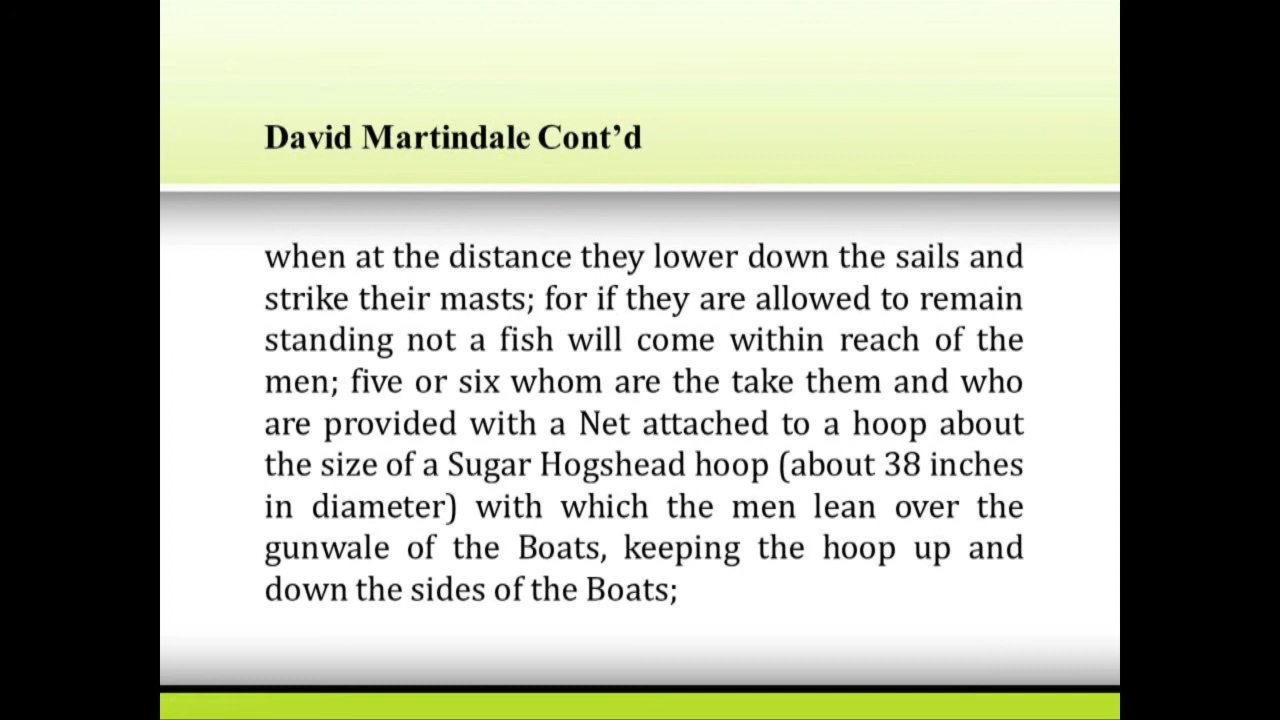 David Martindale Cont’d
when at the distance they lower down the sails and
strike their masts; for if they are allowed to remain
standing not a fish will come within reach of the
men; five or six whom are the take them and who
are provided with a Net attached to a hoop about
the size of a Sugar Hogshead hoop (about 38 inches
in diameter) with which the men lean over the
gunwale of the Boats, keeping the hoop up and
down the sides of the Boats;